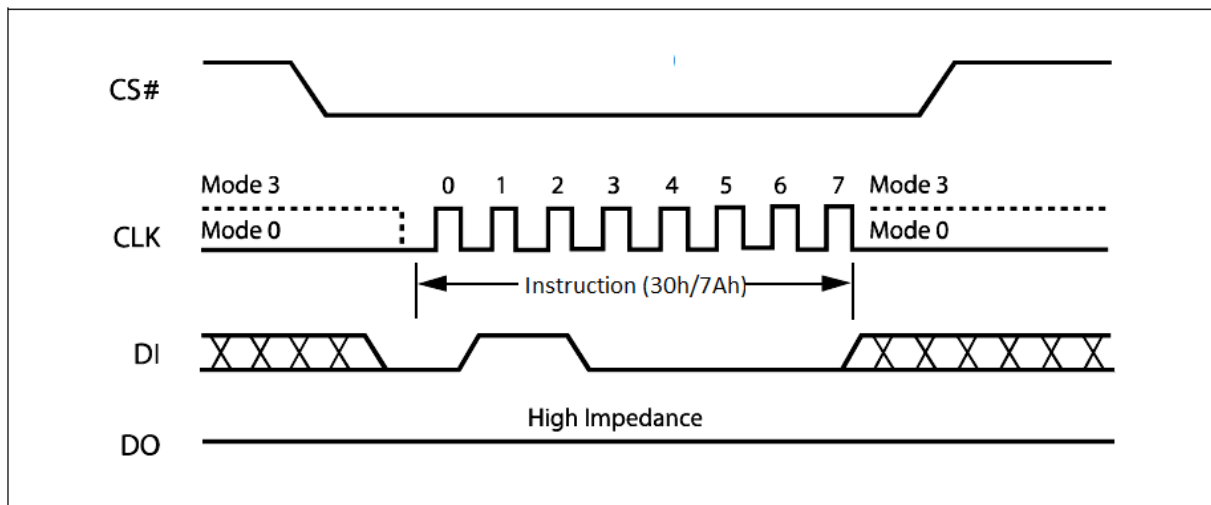 CS#
Mode 3 0 1 2 3 4 5 6 7 Mode 3
CLK Mode 0 Mode 0
Instruction (30h/7Ah)
DI
High Impedance
DO